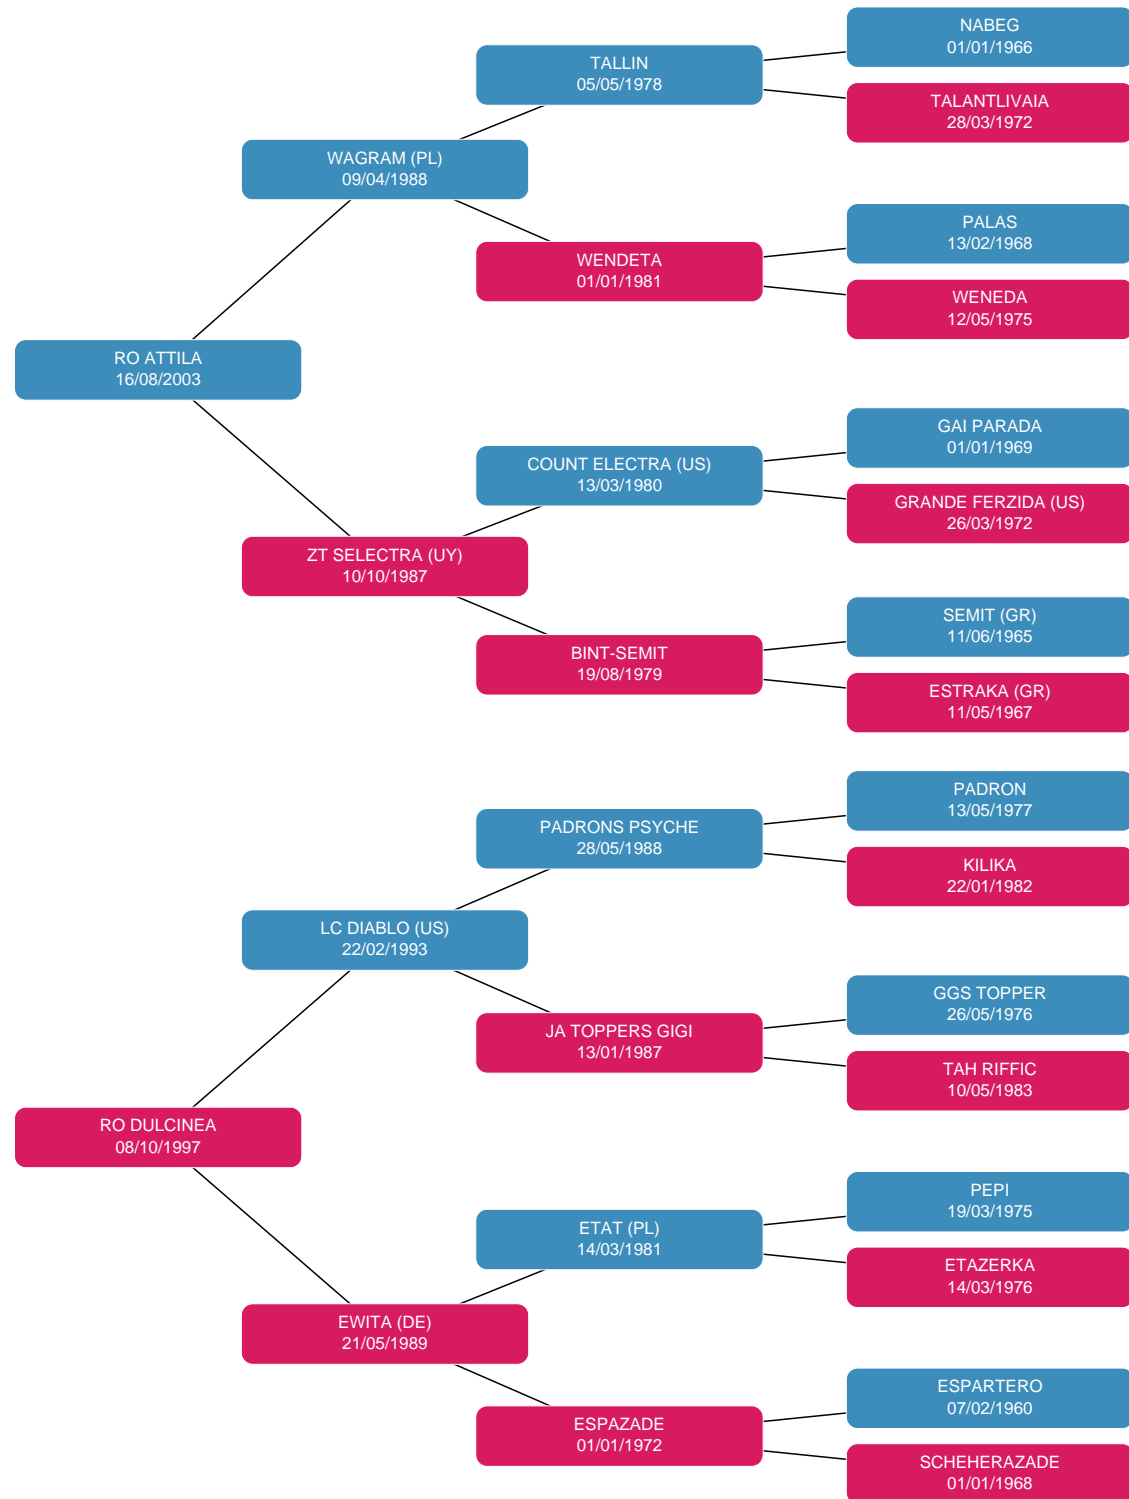 NABEG
01/01/1966
TALLIN
05/05/1978
TALANTLIVAIA
28/03/1972
WAGRAM (PL)
09/04/1988
PALAS
13/02/1968
WENDETA
01/01/1981
WENEDA
12/05/1975
RO ATTILA
16/08/2003
GAI PARADA
01/01/1969
COUNT ELECTRA (US)
13/03/1980
GRANDE FERZIDA (US)
26/03/1972
ZT SELECTRA (UY)
10/10/1987
SEMIT (GR)
11/06/1965
BINT-SEMIT
19/08/1979
ESTRAKA (GR)
11/05/1967
PADRON
13/05/1977
PADRONS PSYCHE
28/05/1988
KILIKA
22/01/1982
LC DIABLO (US)
22/02/1993
GGS TOPPER
26/05/1976
JA TOPPERS GIGI
13/01/1987
TAH RIFFIC
10/05/1983
RO DULCINEA
08/10/1997
PEPI
19/03/1975
ETAT (PL)
14/03/1981
ETAZERKA
14/03/1976
EWITA (DE)
21/05/1989
ESPARTERO
07/02/1960
ESPAZADE
01/01/1972
SCHEHERAZADE
01/01/1968